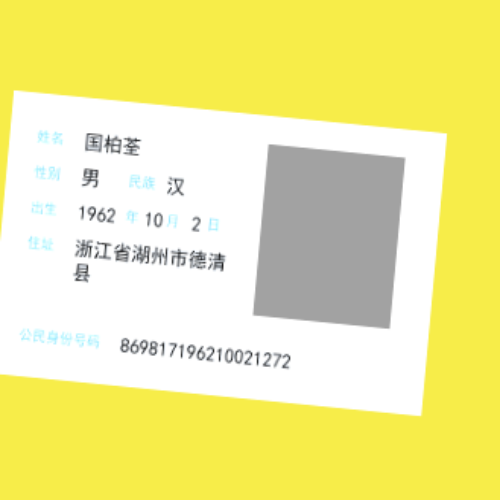 姓名 国柏荃
性别 男 民族 汉
出生 1962 年 10 月 2 日
住址 浙江省湖州市德清
县
公民身份号码 869817196210021272